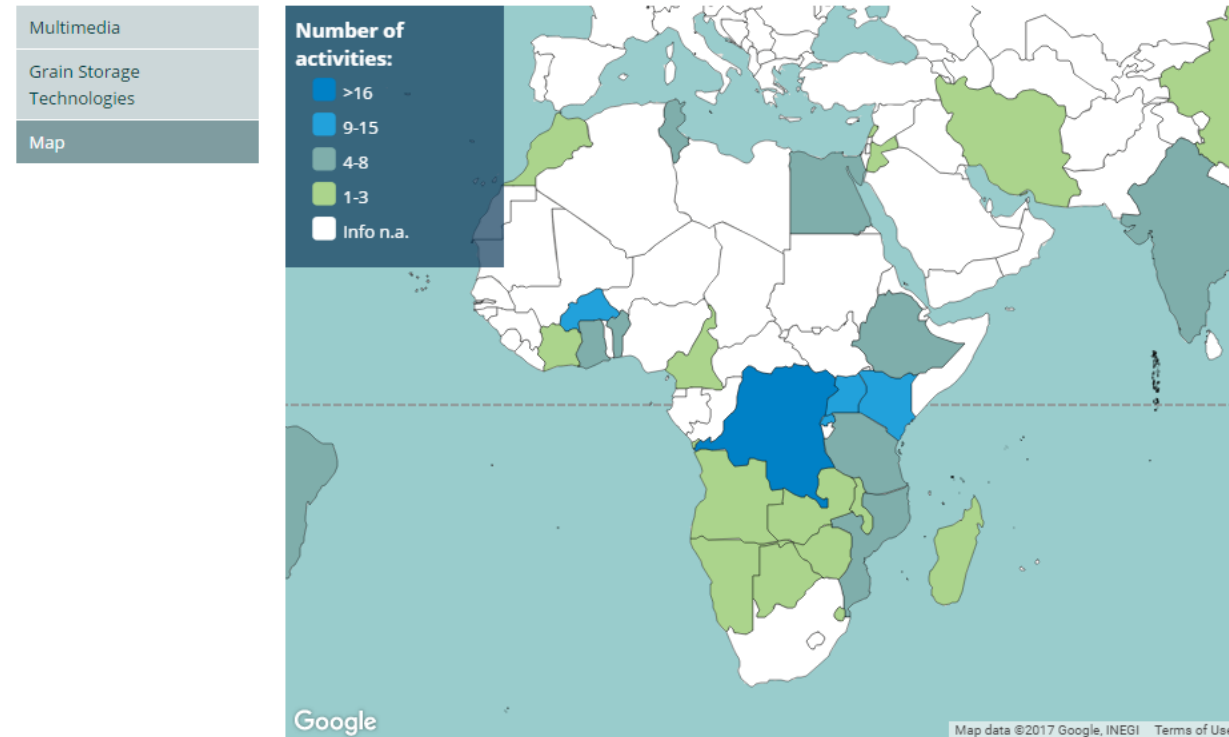 Multimedia
Grain Storage
Technologies
Map
Number of
activities:
>16
9-15
4-8
1-3
Info n.a.
Google
Map data ©2017 Google, INEGI Terms of Use